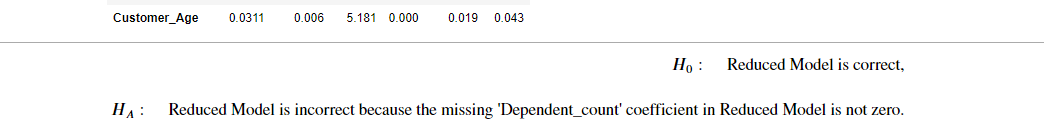 Customer_Age 0.0311 0.006 5.181 0.000 0.019 0.043
H₀ : Reduced Model is correct,
H_A : Reduced Model is incorrect because the missing 'Dependent_count' coefficient in Reduced Model is not zero.